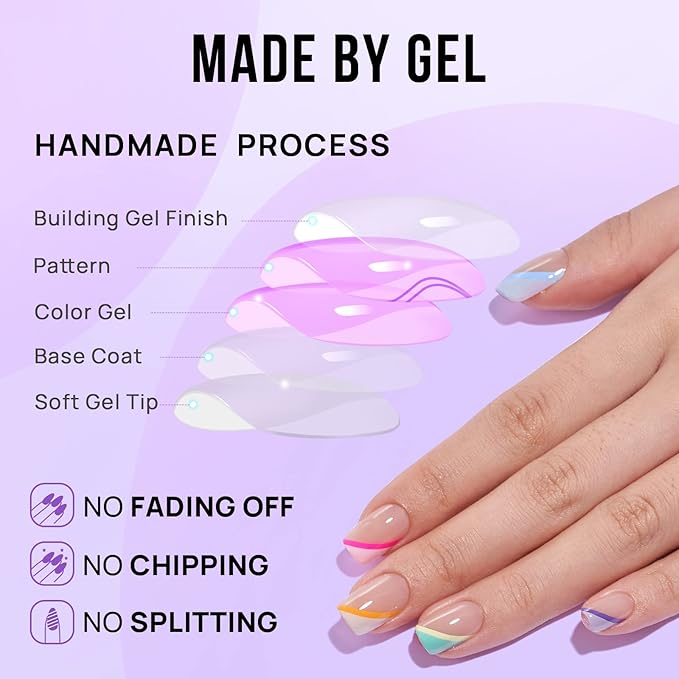 MADE BY GEL
HANDMADE PROCESS
Building Gel Finish
Pattern
Color Gel
Base Coat
Soft Gel Tip
NO FADING OFF
NO CHIPPING
NO SPLITTING